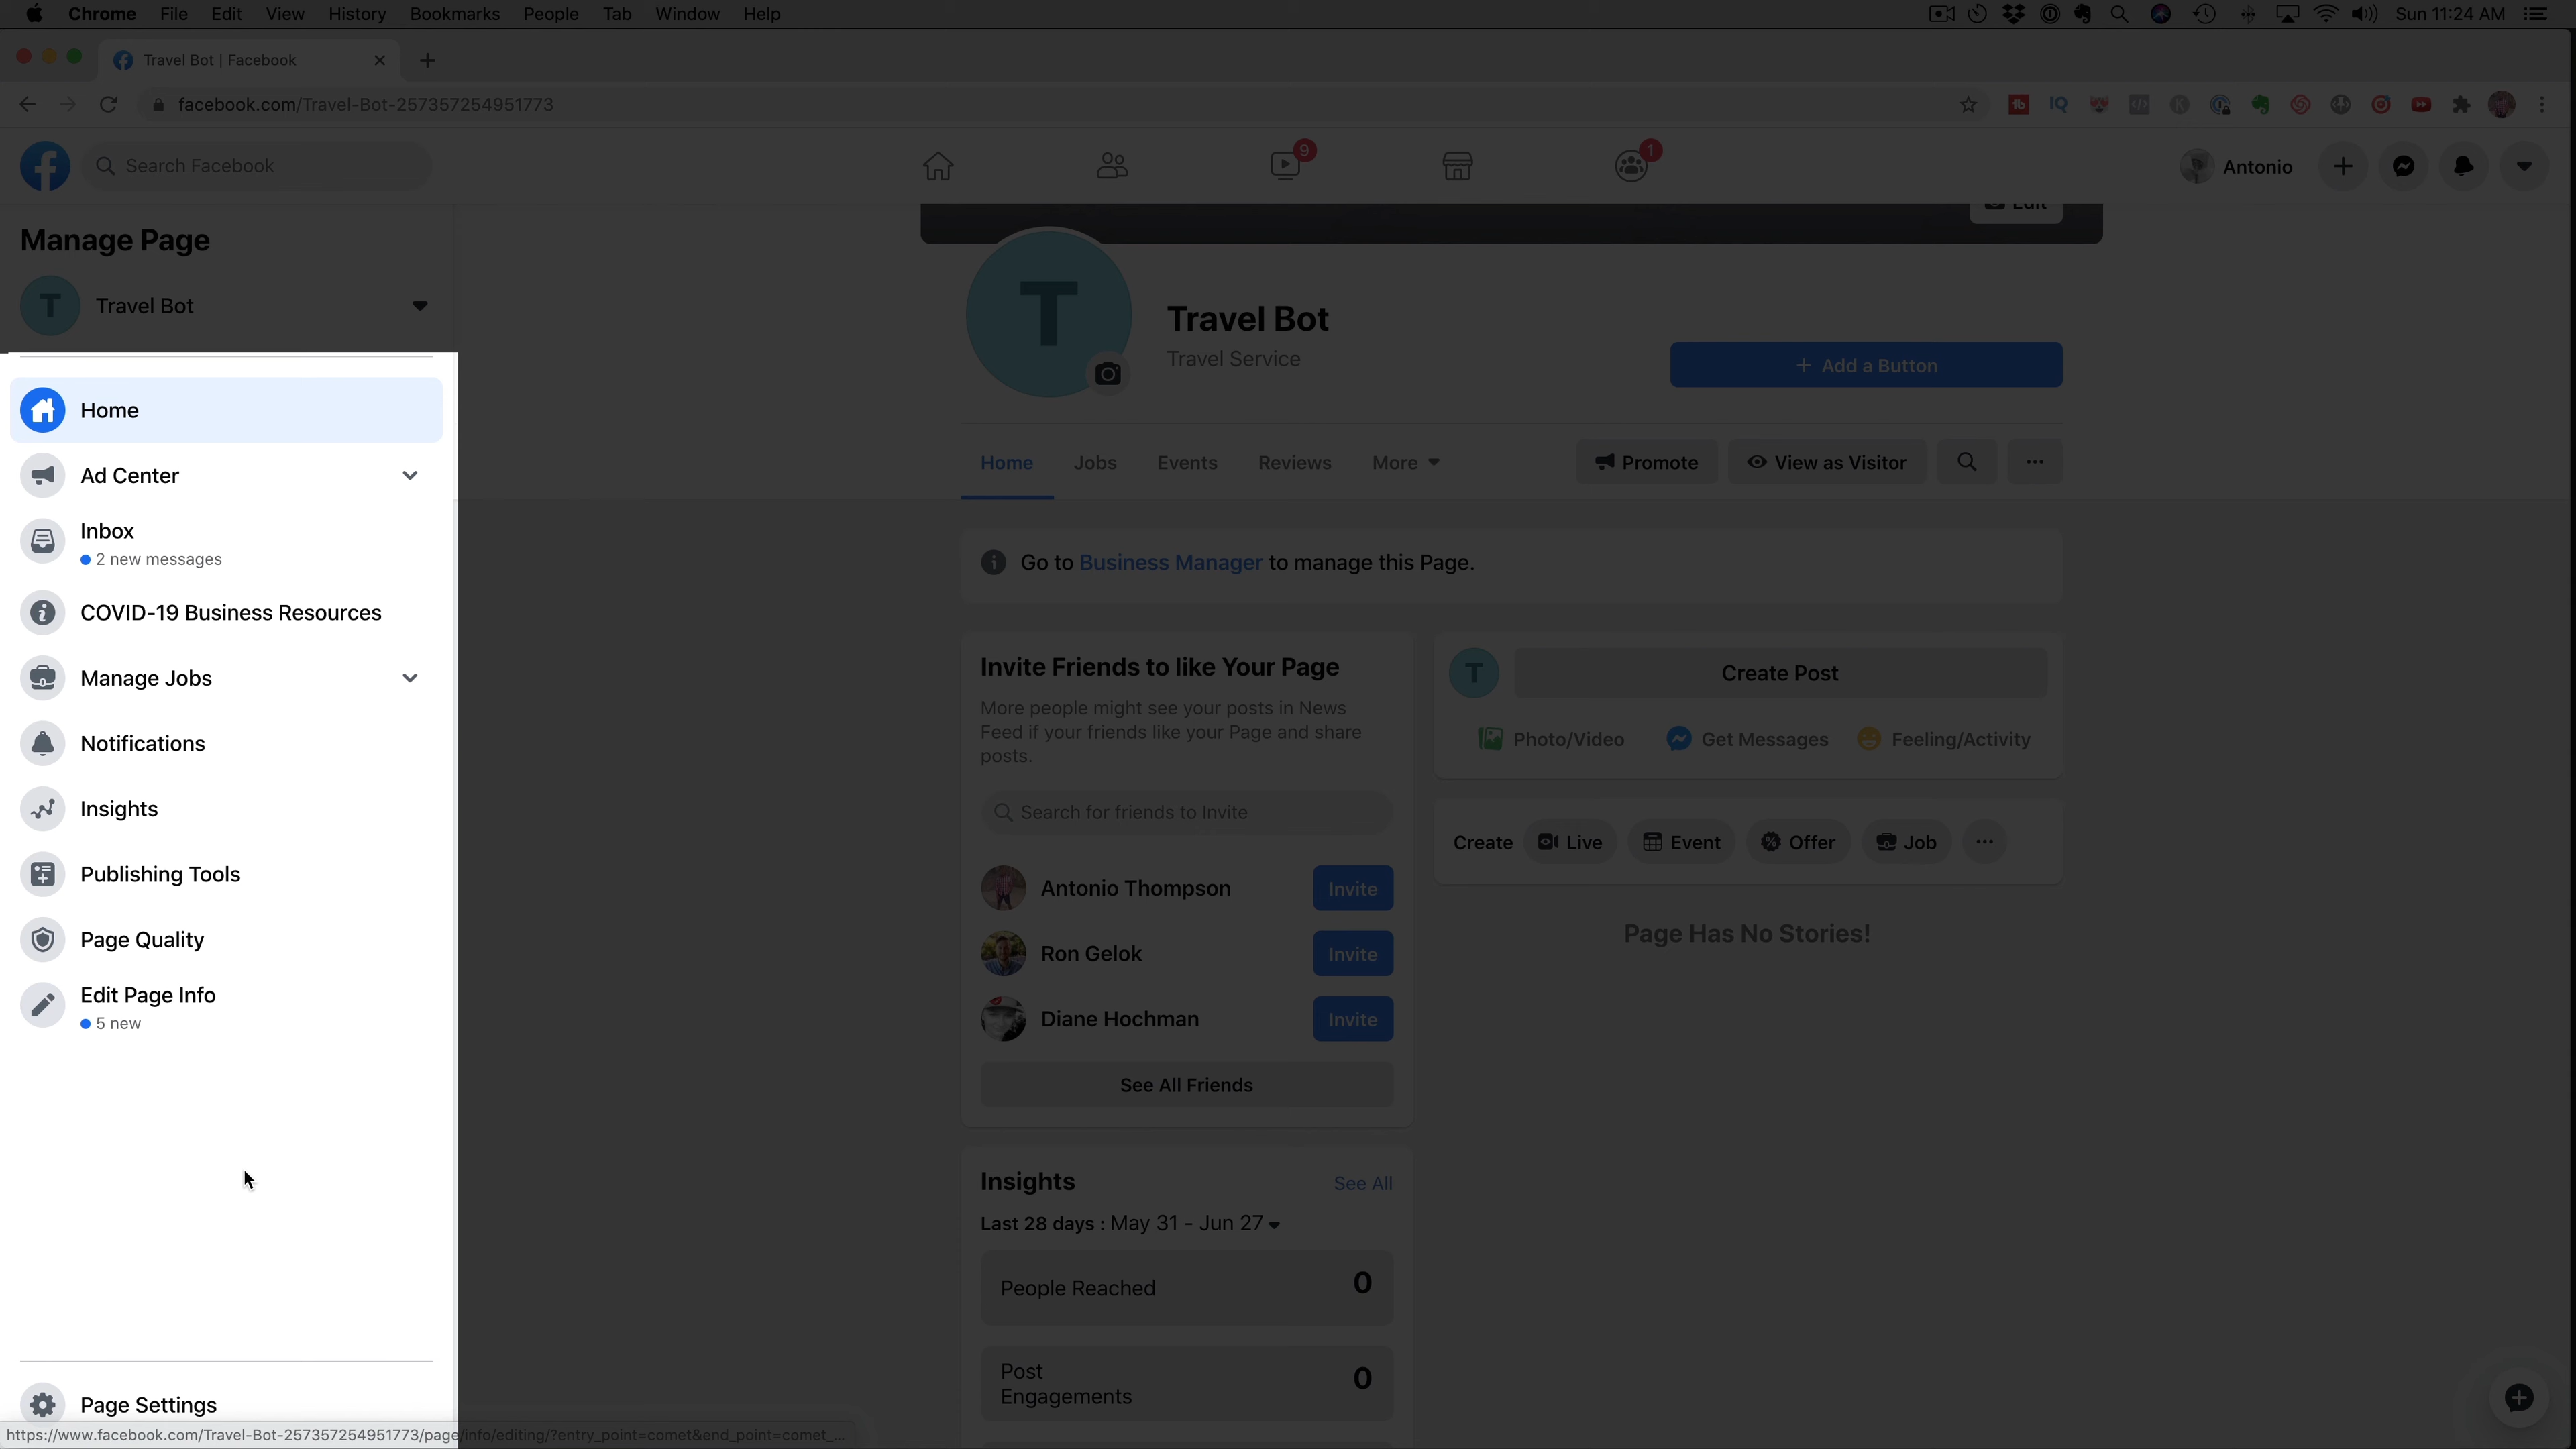 Chrome File Edit View History Bookmarks People Tab Window Help Sun 11:24 AM
Travel Bot | Facebook
facebook.com/Travel-Bot-257357254951773
Search Facebook 9 1 Antonio
Manage Page
T Travel Bot
Home
Ad Center
Inbox
2 new messages
COVID-19 Business Resources
Manage Jobs
Notifications
Insights
Publishing Tools
Page Quality
Edit Page Info
5 new
Page Settings
https://www.facebook.com/Travel-Bot-257357254951773/page/info/editing/?entry_point=comet&end_point=comet_...
Edit
T
Travel Bot
Travel Service
+ Add a Button
Home Jobs Events Reviews More Promote View as Visitor
Go to Business Manager to manage this Page.
Invite Friends to like Your Page
More people might see your posts in News
Feed if your friends like your Page and share
posts.
Search for friends to Invite
Antonio Thompson Invite
Ron Gelok Invite
Diane Hochman Invite
See All Friends
Insights See All
Last 28 days : May 31 - Jun 27
People Reached 0
Post
Engagements 0
T Create Post
Photo/Video Get Messages Feeling/Activity
Create Live Event Offer Job
Page Has No Stories!